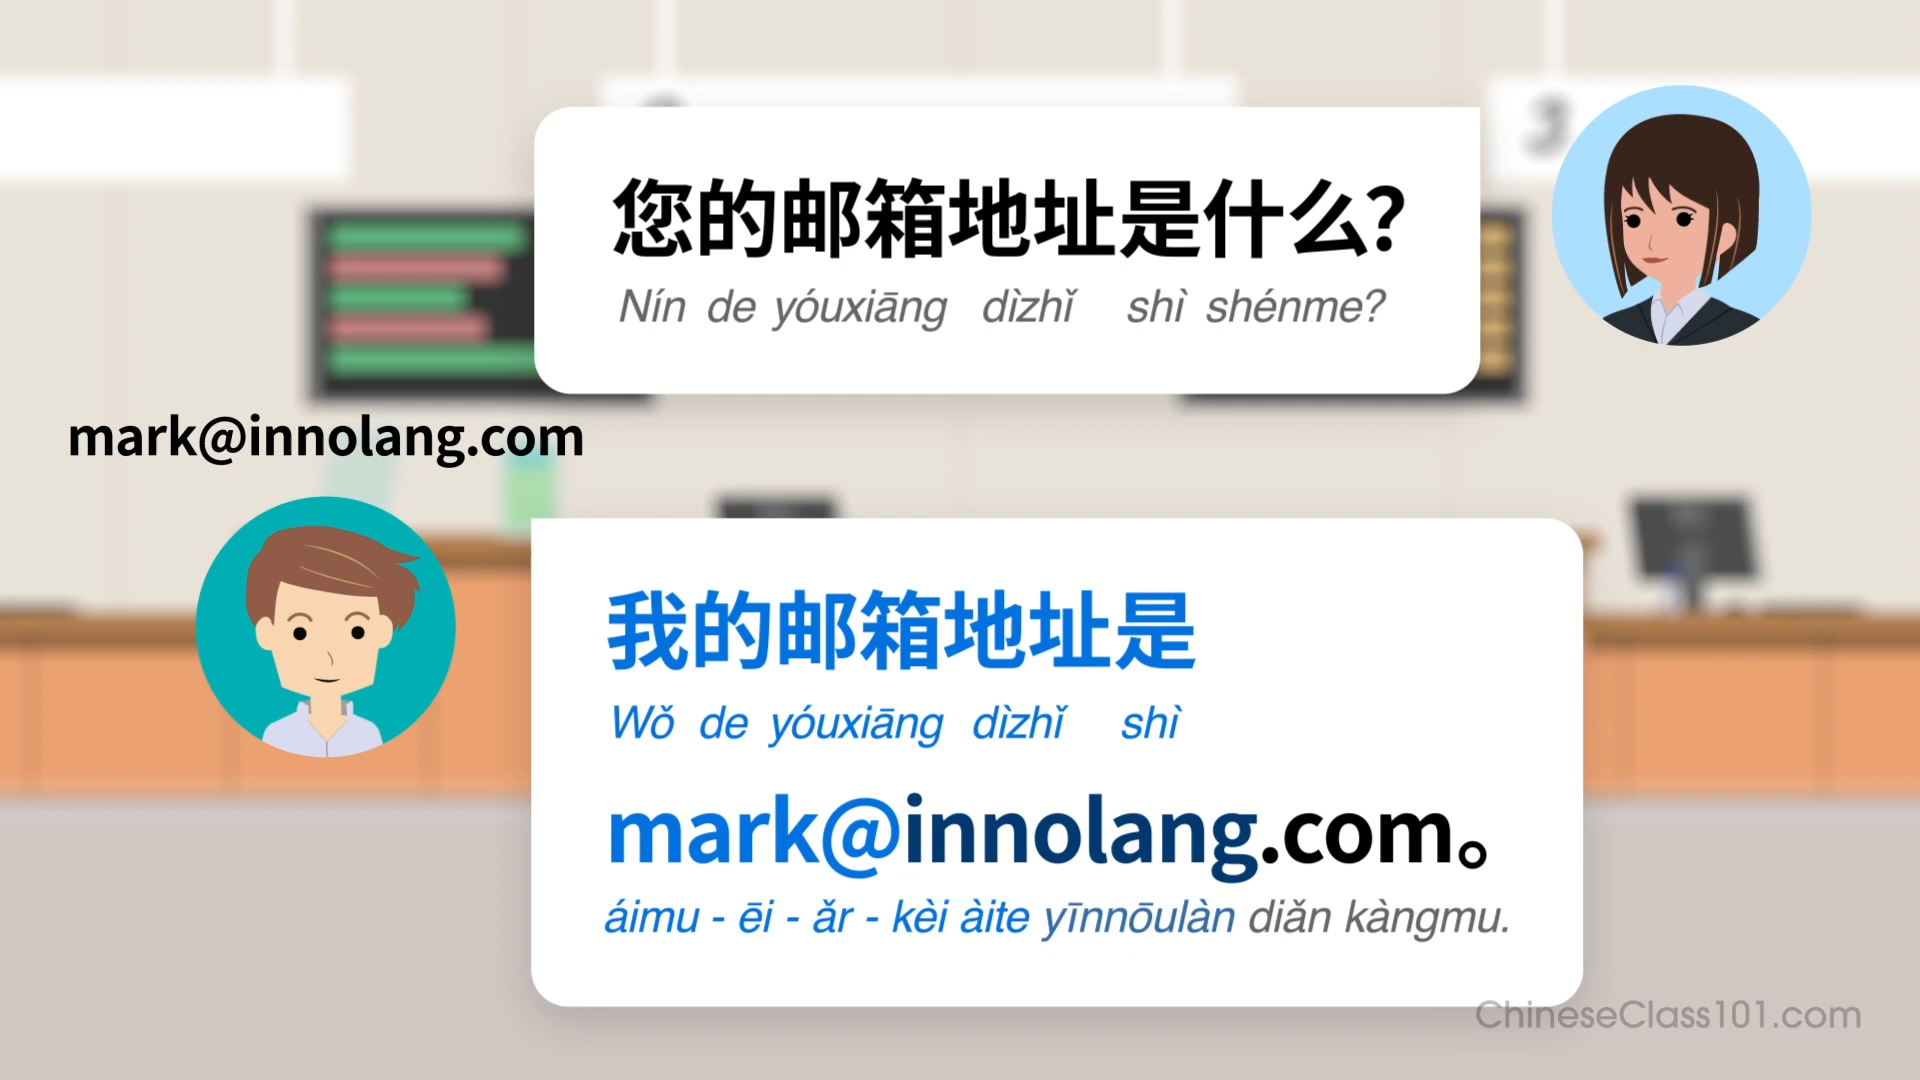 3
您的邮箱地址是什么?
Nín de yóuxiāng dìzhǐ shì shénme?
mark@innolang.com
我的邮箱地址是
Wǒ de yóuxiāng dìzhǐ shì
mark@innolang.com。
áimu - ēi - ǎr - kèi àite yīnnōulàn diǎn kàngmu.
ChineseClass101.com